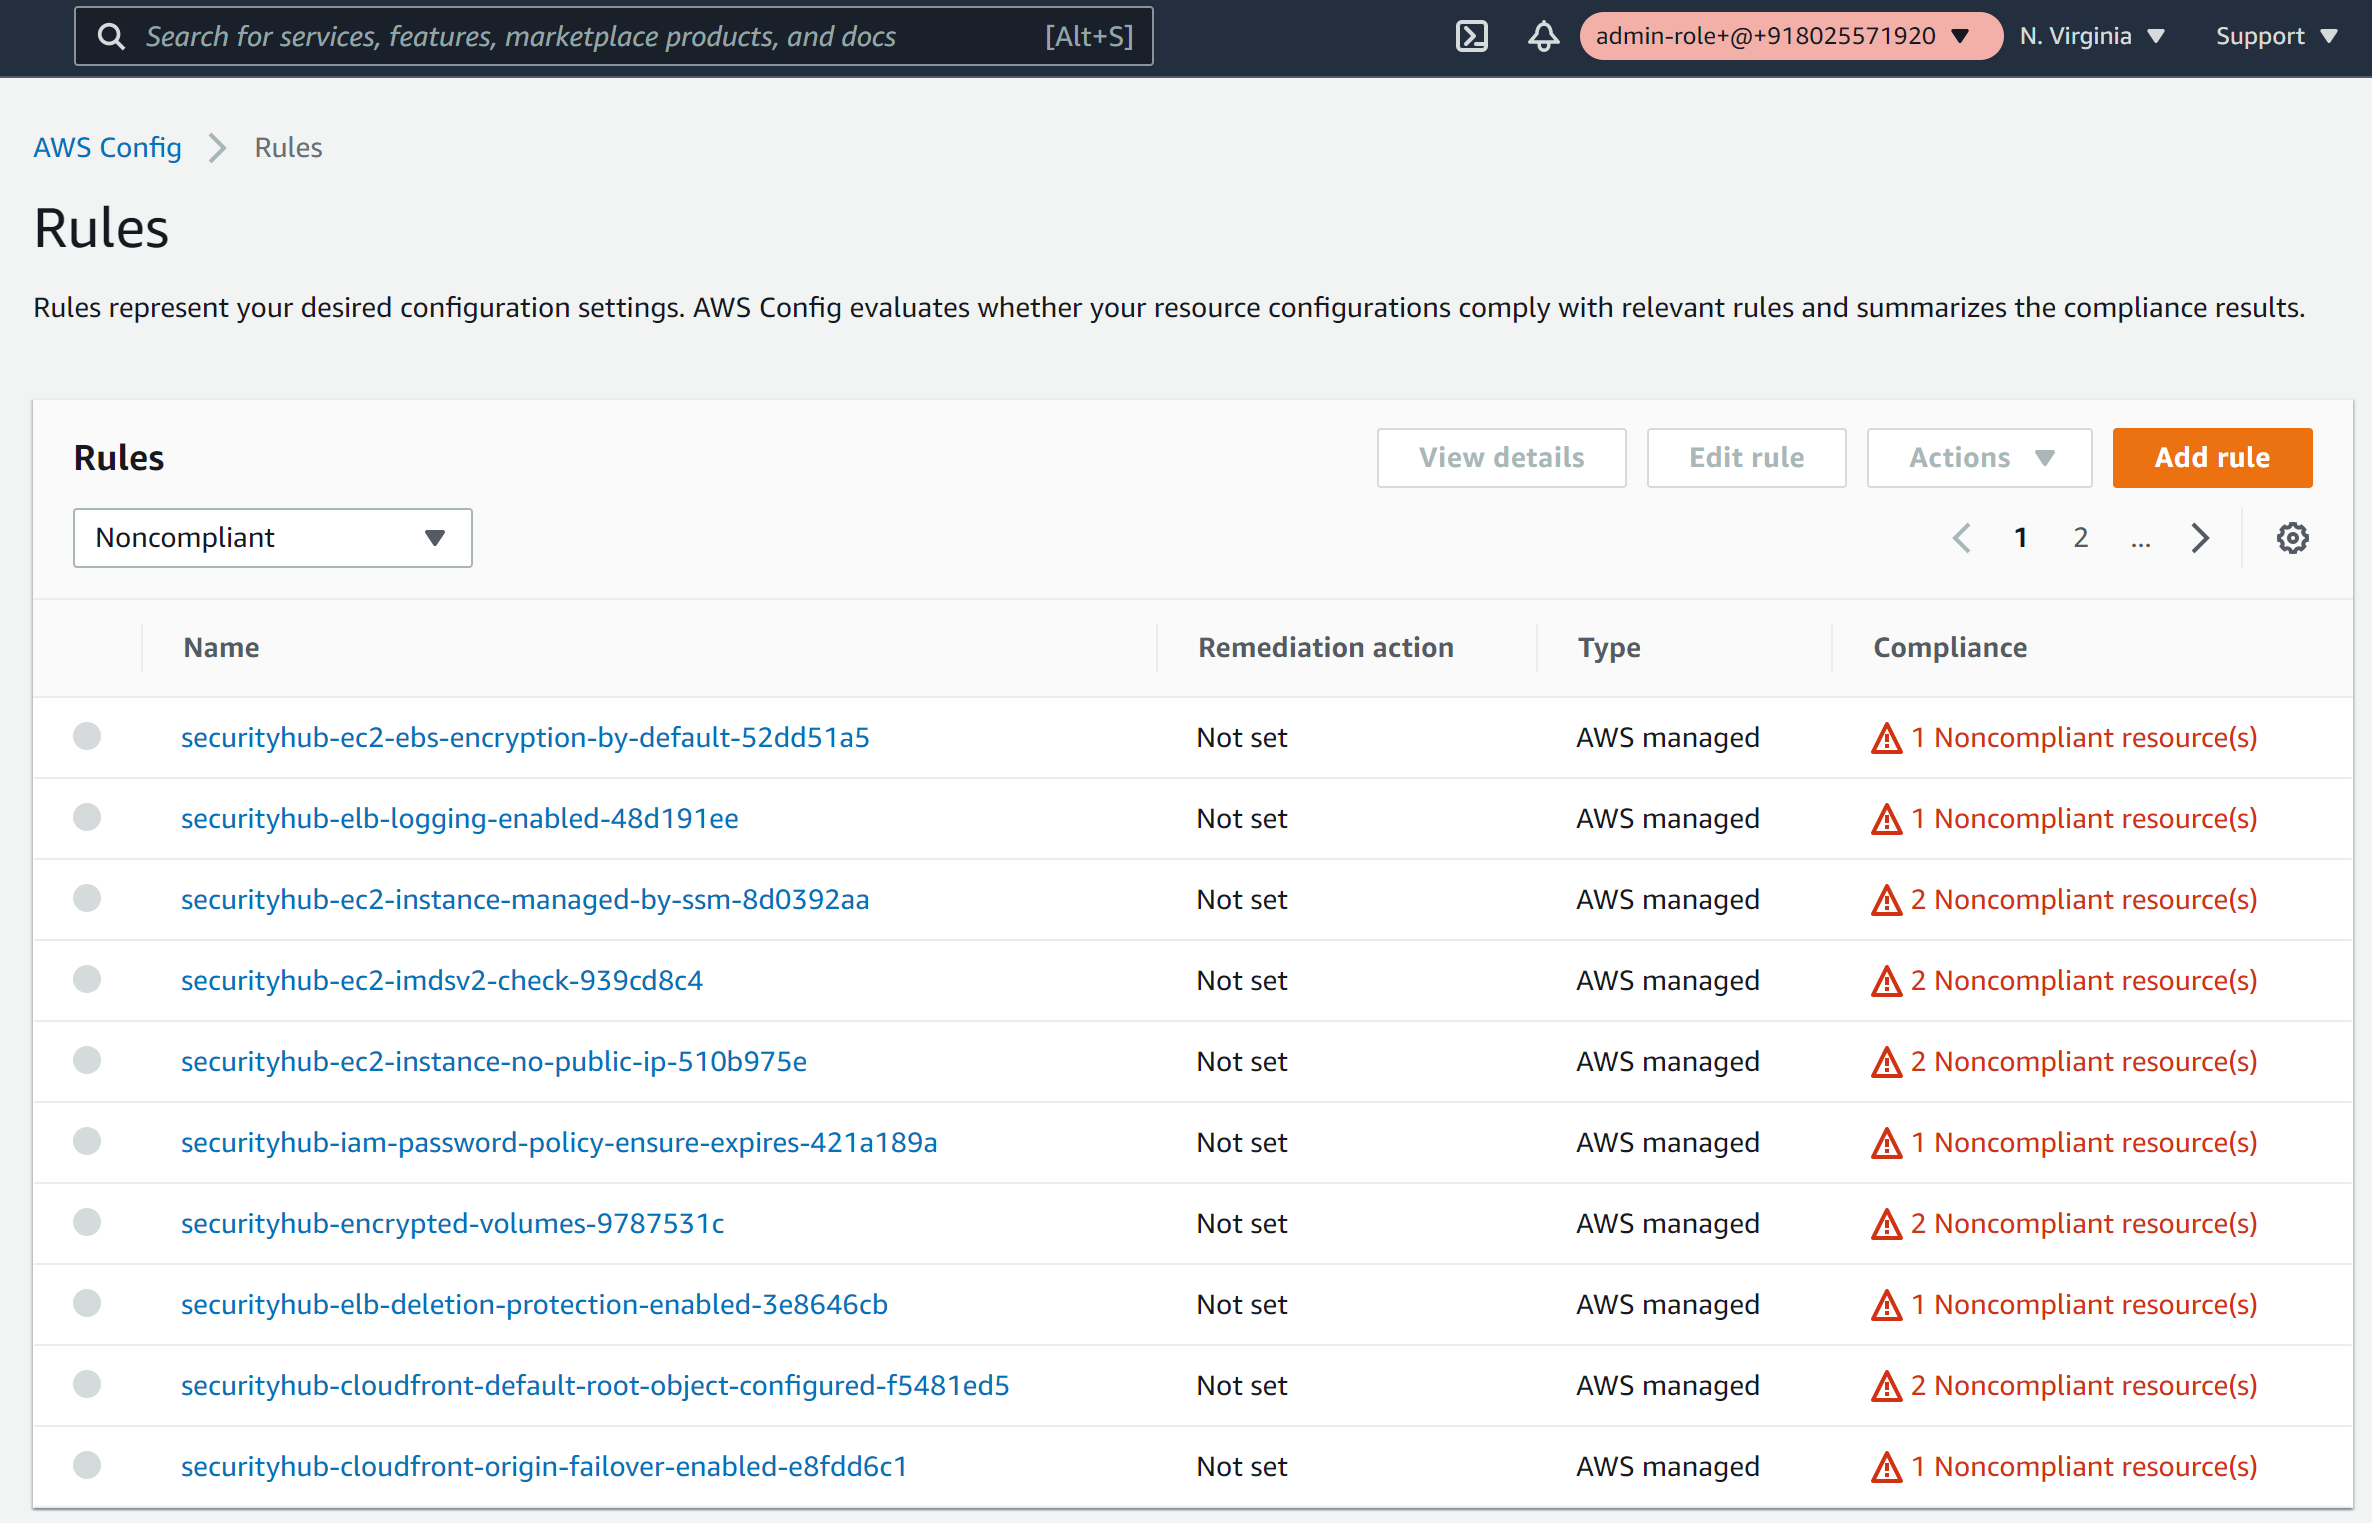 Search for services, features, marketplace products, and docs [Alt+S] admin-role+@+918025571920 N. Virginia Support
AWS Config Rules
Rules
Rules represent your desired configuration settings. AWS Config evaluates whether your resource configurations comply with relevant rules and summarizes the compliance results.
Rules View details Edit rule Actions Add rule
Noncompliant 1 2 ...
Name Remediation action Type Compliance
securityhub-ec2-ebs-encryption-by-default-52dd51a5 Not set AWS managed 1 Noncompliant resource(s)
securityhub-elb-logging-enabled-48d191ee Not set AWS managed 1 Noncompliant resource(s)
securityhub-ec2-instance-managed-by-ssm-8d0392aa Not set AWS managed 2 Noncompliant resource(s)
securityhub-ec2-imdsv2-check-939cd8c4 Not set AWS managed 2 Noncompliant resource(s)
securityhub-ec2-instance-no-public-ip-510b975e Not set AWS managed 2 Noncompliant resource(s)
securityhub-iam-password-policy-ensure-expires-421a189a Not set AWS managed 1 Noncompliant resource(s)
securityhub-encrypted-volumes-9787531c Not set AWS managed 2 Noncompliant resource(s)
securityhub-elb-deletion-protection-enabled-3e8646cb Not set AWS managed 1 Noncompliant resource(s)
securityhub-cloudfront-default-root-object-configured-f5481ed5 Not set AWS managed 2 Noncompliant resource(s)
securityhub-cloudfront-origin-failover-enabled-e8fdd6c1 Not set AWS managed 1 Noncompliant resource(s)